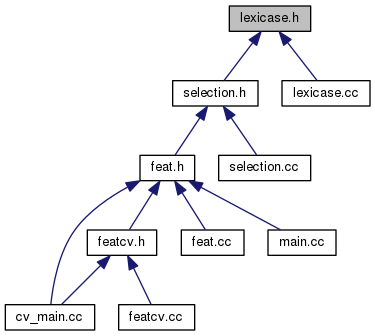 lexicase.h
selection.h
lexicase.cc
feat.h
selection.cc
featcv.h
feat.cc
main.cc
cv_main.cc
featcv.cc